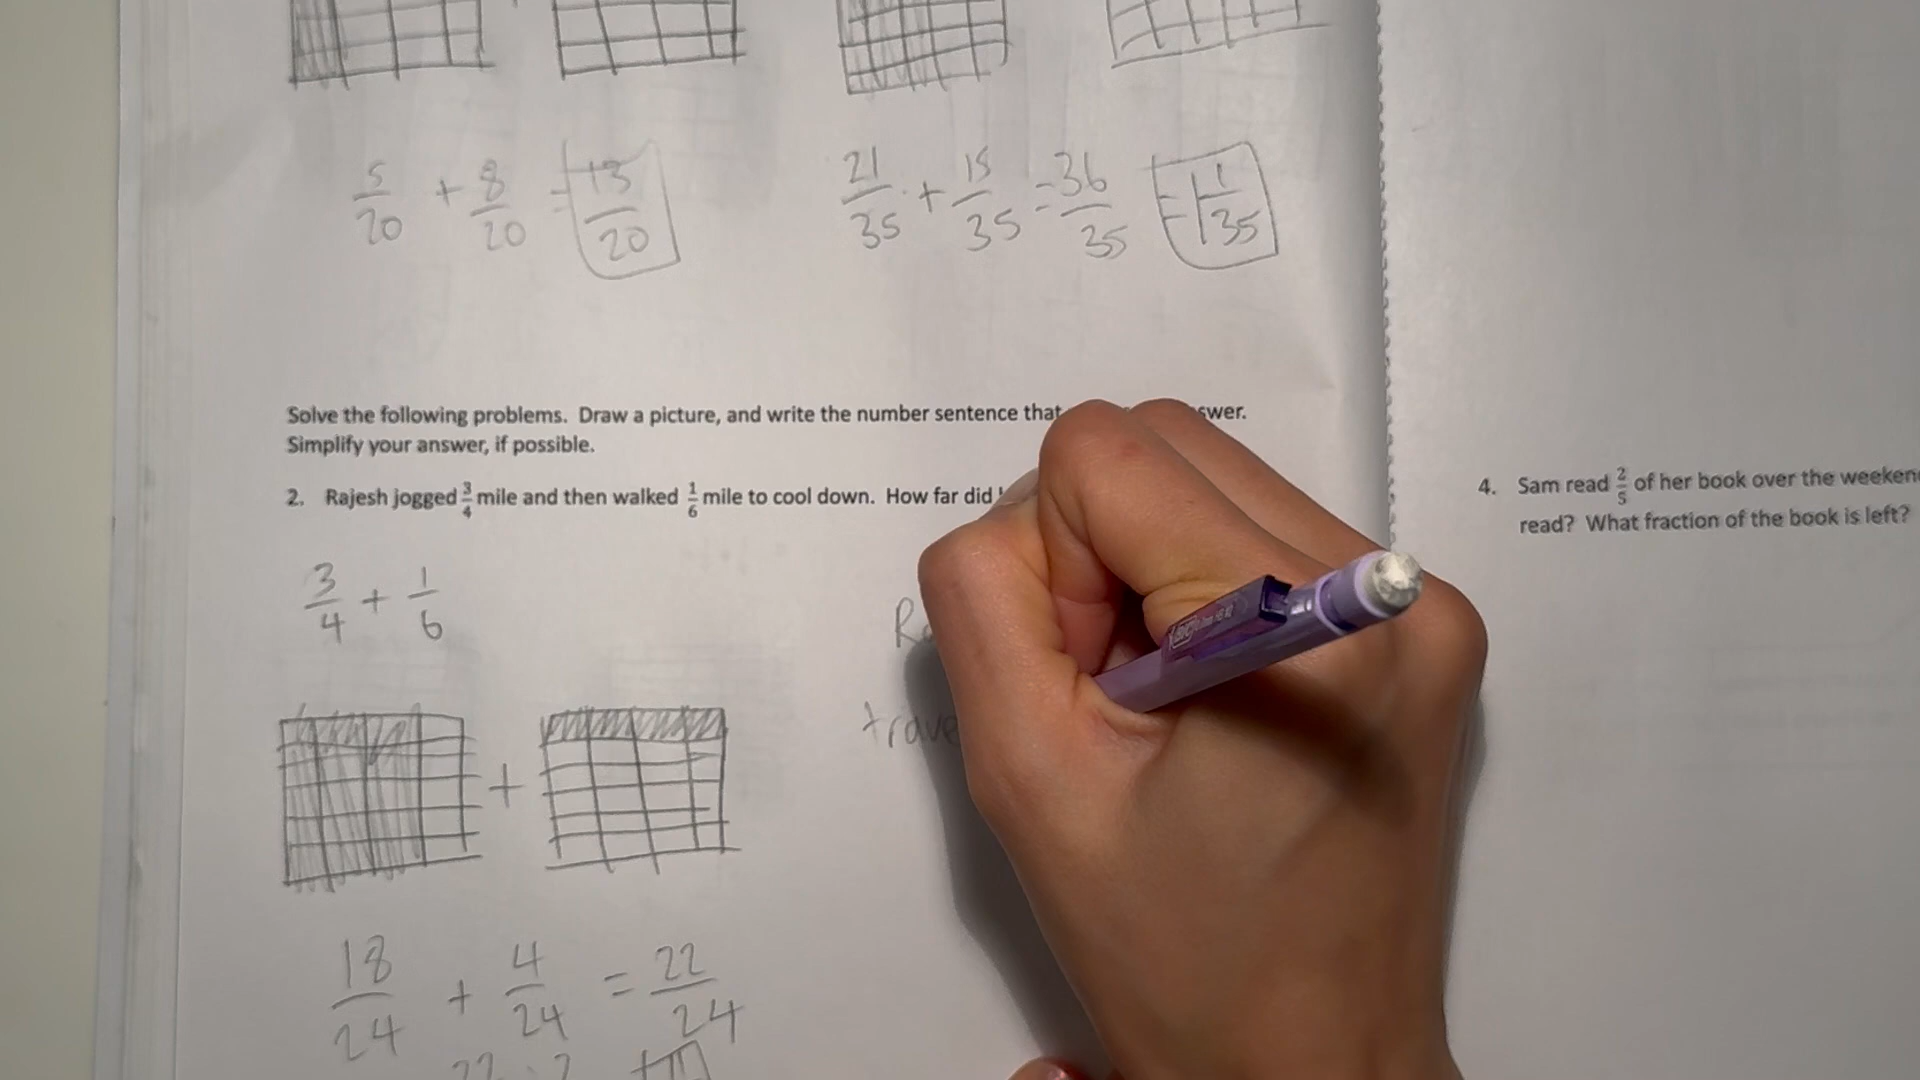 5/20 + 8/20 = 13/20
21/35 + 15/35 = 36/35 = 1 1/35
Solve the following problems. Draw a picture, and write the number sentence that swer.
Simplify your answer, if possible.
2. Rajesh jogged 3/4 mile and then walked 1/6 mile to cool down. How far did
3/4 + 1/6
R
trave
+
18/24 + 4/24 = 22/24
4. Sam read 2/5 of her book over the weeken
read? What fraction of the book is left?